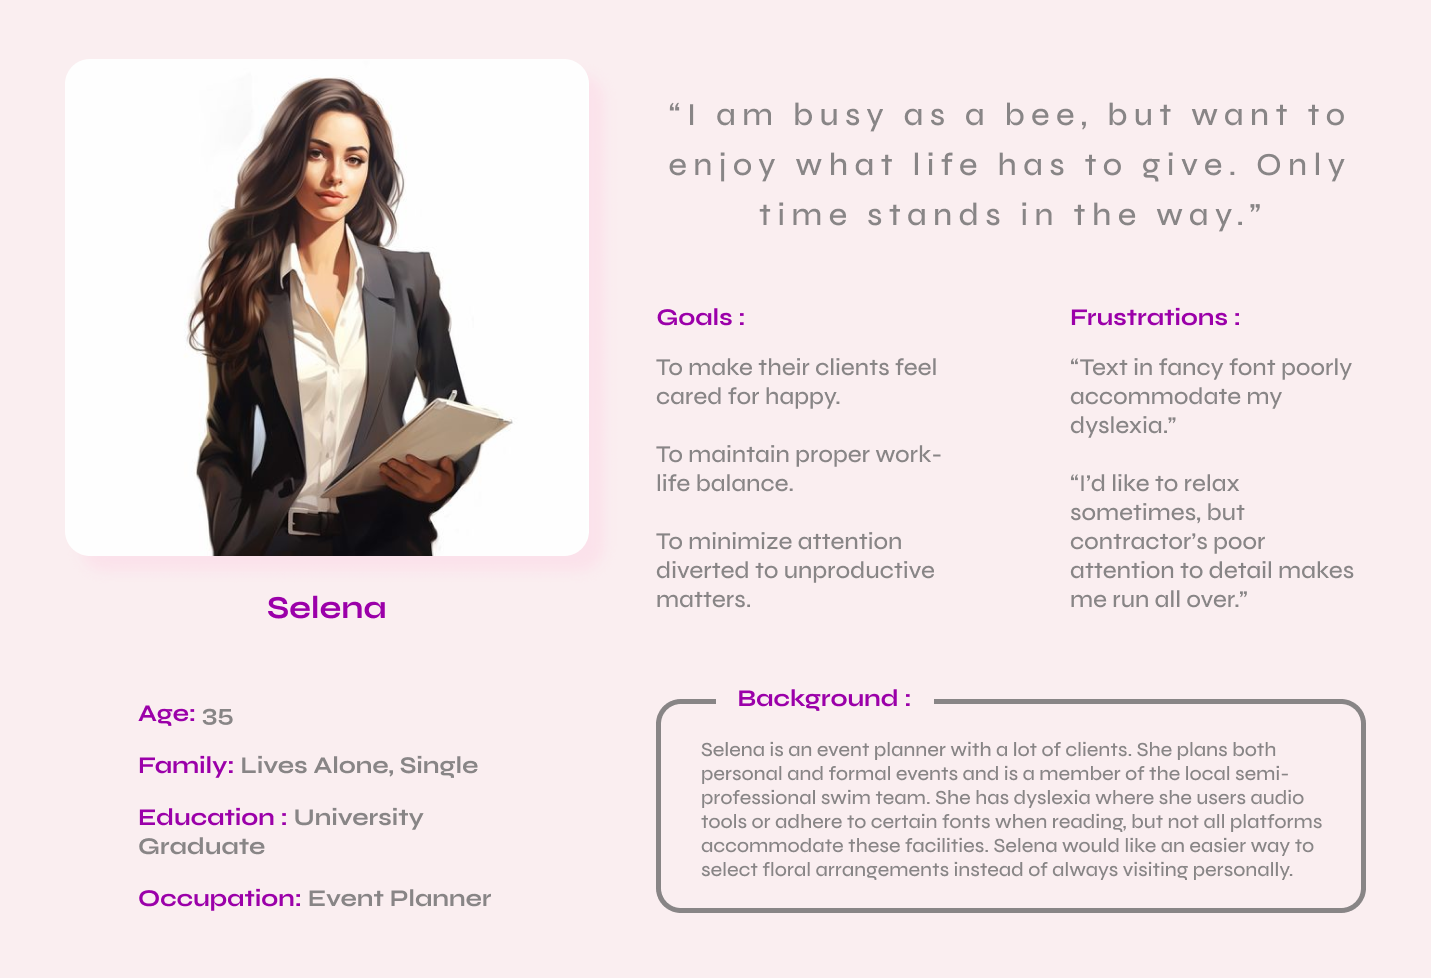 “I am busy as a bee, but want to
enjoy what life has to give. Only
time stands in the way.”
Goals :
To make their clients feel
cared for happy.
To maintain proper work-
life balance.
To minimize attention
diverted to unproductive
matters.
Frustrations :
“Text in fancy font poorly
accommodate my
dyslexia.”
“I’d like to relax
sometimes, but
contractor’s poor
attention to detail makes
me run all over.”
Selena
Age: 35
Family: Lives Alone, Single
Education : University
Graduate
Occupation: Event Planner
Background :
Selena is an event planner with a lot of clients. She plans both
personal and formal events and is a member of the local semi-
professional swim team. She has dyslexia where she users audio
tools or adhere to certain fonts when reading, but not all platforms
accommodate these facilities. Selena would like an easier way to
select floral arrangements instead of always visiting personally.